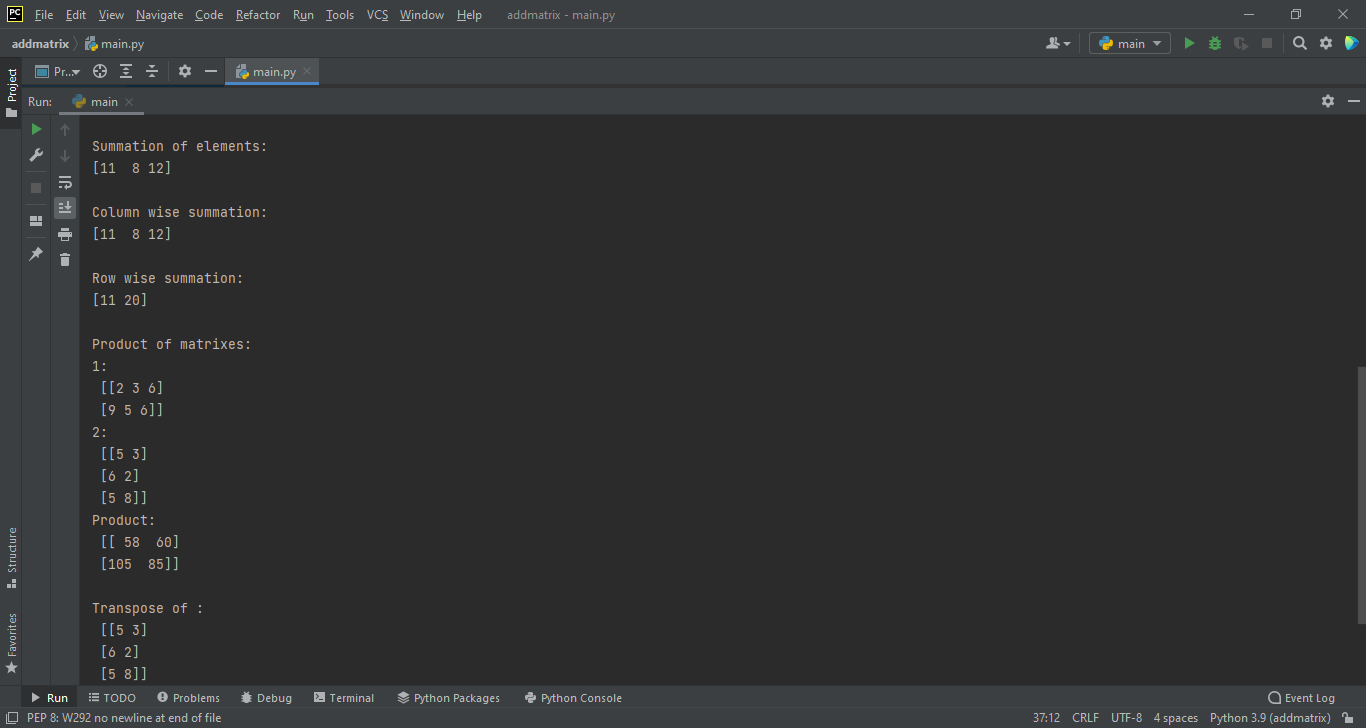 PC File Edit View Navigate Code Refactor Run Tools VCS Window Help addmatrix - main.py
addmatrix main.py main
Pr... main.py
Project
Run: main
Summation of elements:
[11  8 12]
Column wise summation:
[11  8 12]
Row wise summation:
[11 20]
Product of matrixes:
1:
[[2 3 6]
[9 5 6]]
2:
[[5 3]
[6 2]
[5 8]]
Product:
[[ 58  60]
[105  85]]
Transpose of :
[[5 3]
[6 2]
[5 8]]
Structure
Favorites
Run TODO Problems Debug Terminal Python Packages Python Console Event Log
PEP 8: W292 no newline at end of file 37:12 CRLF UTF-8 4 spaces Python 3.9 (addmatrix)